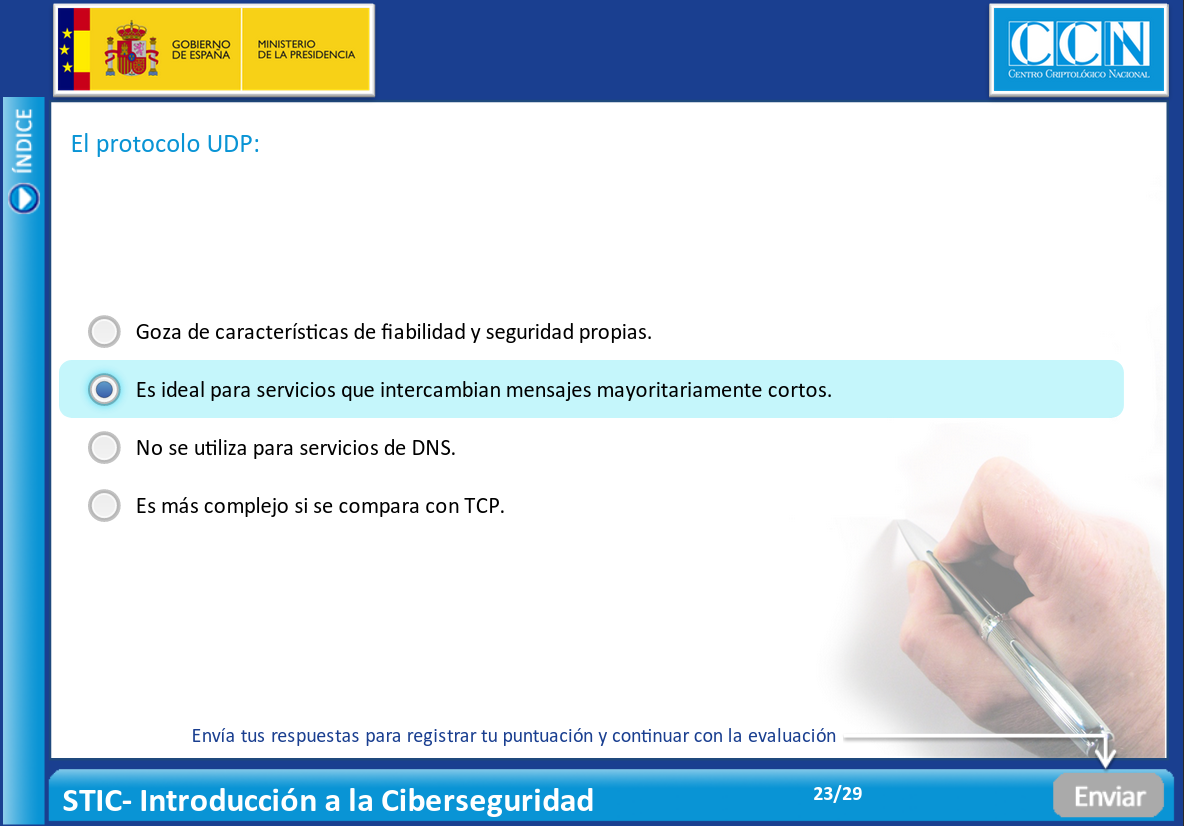 GOBIERNO
DE ESPAÑA
MINISTERIO
DE LA PRESIDENCIA
CCN
CENTRO CRIPTOLÓGICO NACIONAL
ÍNDICE
El protocolo UDP:
Goza de características de fiabilidad y seguridad propias.
Es ideal para servicios que intercambian mensajes mayoritariamente cortos.
No se utiliza para servicios de DNS.
Es más complejo si se compara con TCP.
Envía tus respuestas para registrar tu puntuación y continuar con la evaluación
STIC- Introducción a la Ciberseguridad
23/29
Enviar